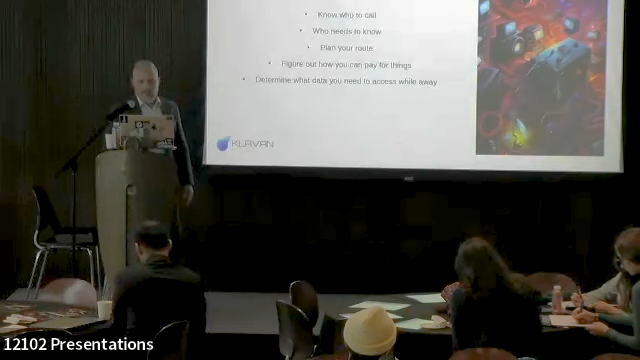 Know who to call
Who needs to know
Plan your route
Figure out how you can pay for things
Determine what data you need to access while away
KLAVAN
12102 Presentations